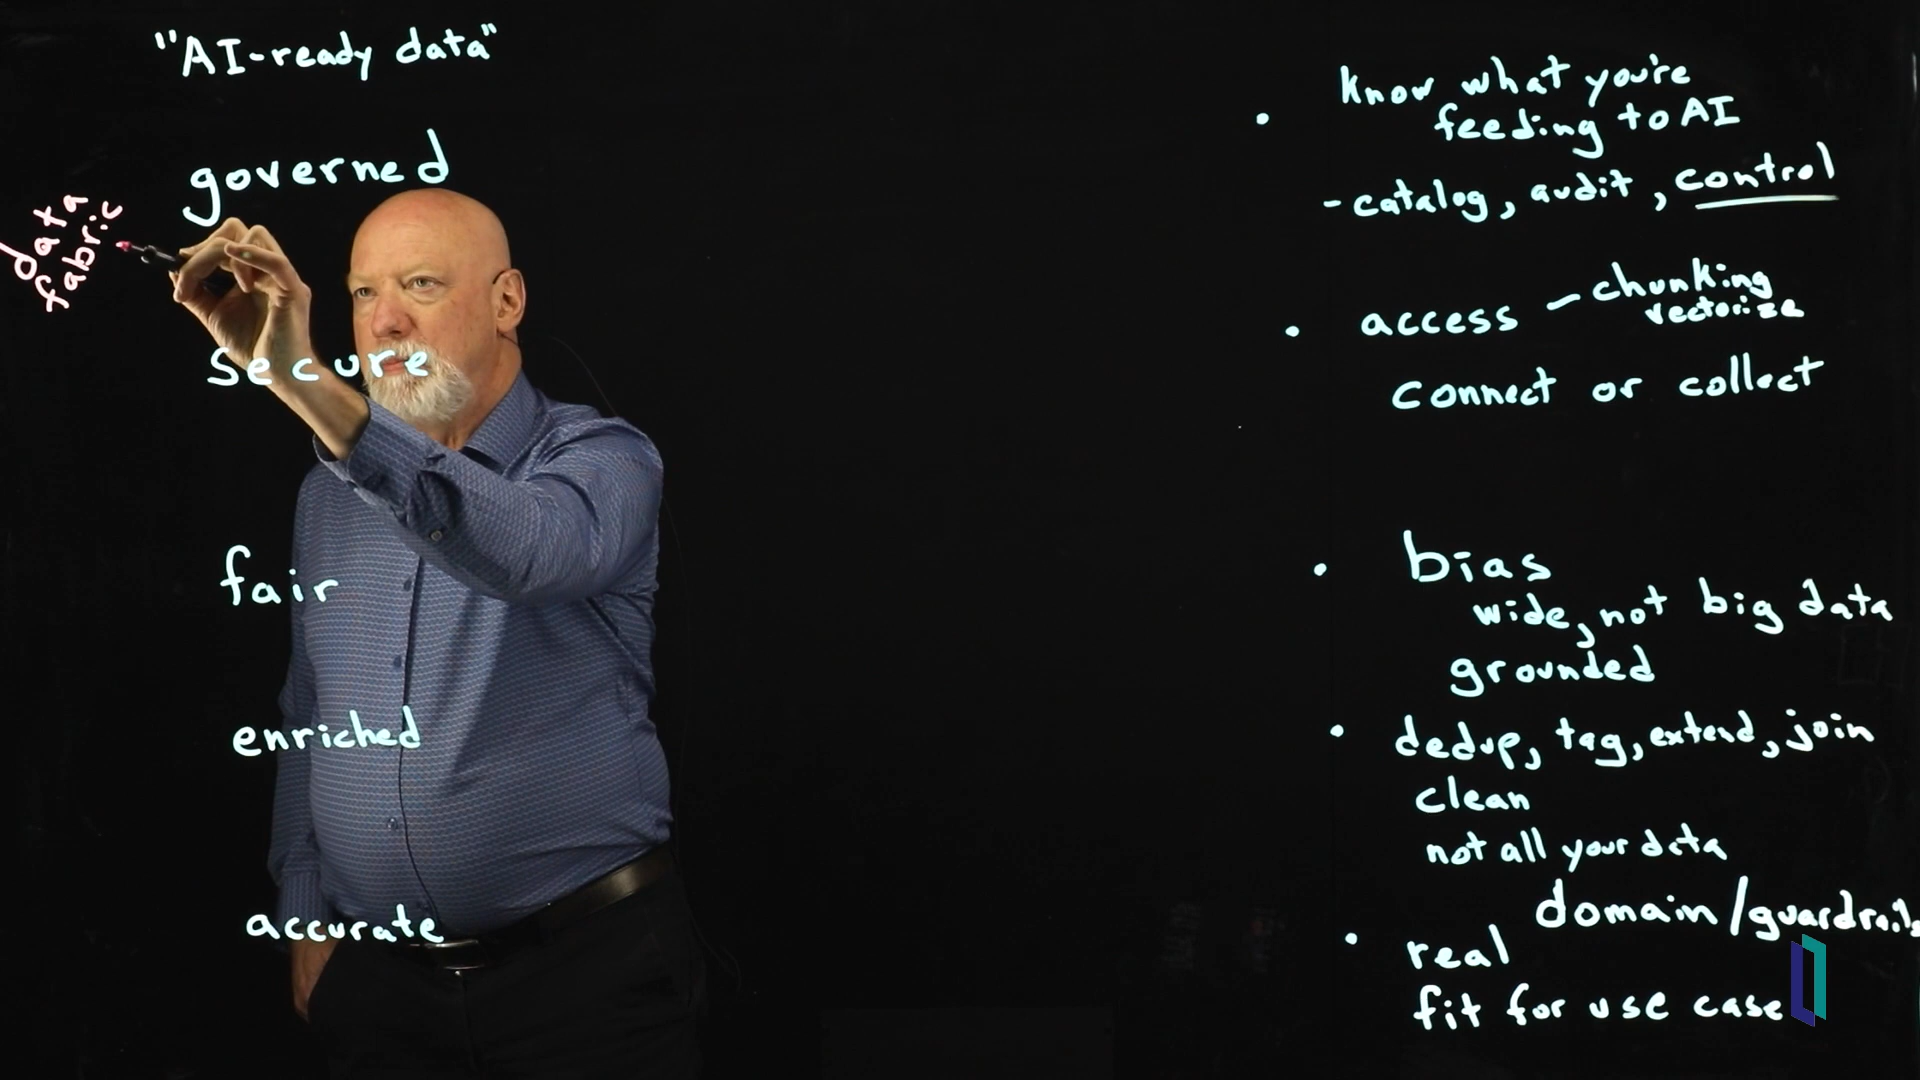 "AI-ready data"
governed
data
fabric
secure
fair
enriched
accurate
• Know what you're
feeding to AI
- catalog, audit, control
• access - chunking
vectorize
connect or collect
• bias
wide, not big data
grounded
• dedup, tag, extend, join
clean
not all your data
domain/guardrails
• real
fit for use case